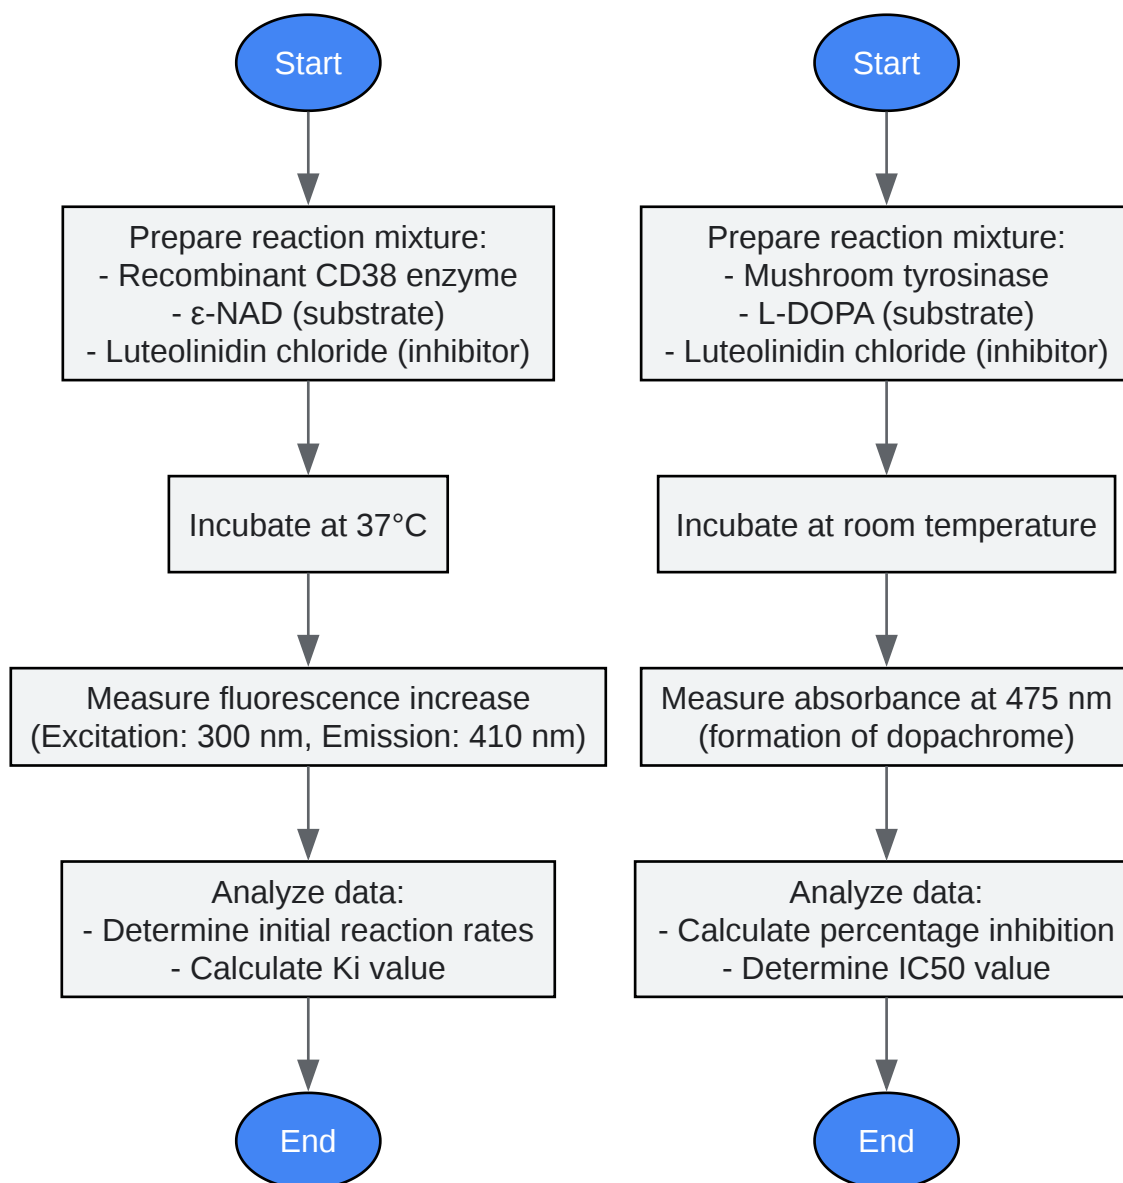 Start
Prepare reaction mixture:
- Recombinant CD38 enzyme
- ε-NAD (substrate)
- Luteolinidin chloride (inhibitor)
Incubate at 37°C
Measure fluorescence increase
(Excitation: 300 nm, Emission: 410 nm)
Analyze data:
- Determine initial reaction rates
- Calculate Ki value
End
Start
Prepare reaction mixture:
- Mushroom tyrosinase
- L-DOPA (substrate)
- Luteolinidin chloride (inhibitor)
Incubate at room temperature
Measure absorbance at 475 nm
(formation of dopachrome)
Analyze data:
- Calculate percentage inhibition
- Determine IC50 value
End